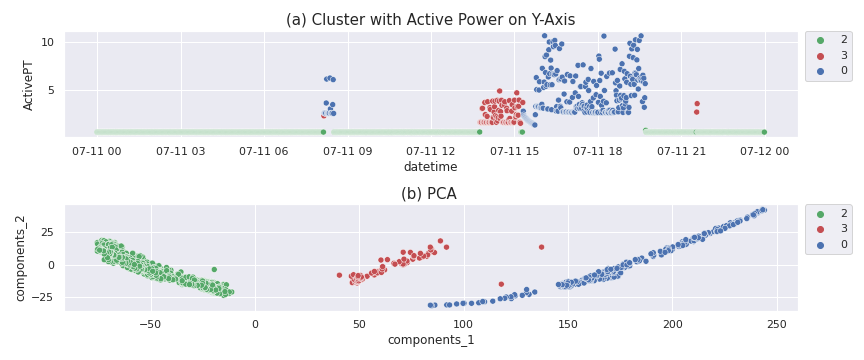 (a) Cluster with Active Power on Y-Axis
10
5
ActivePT
2
3
0
07-11 00 07-11 03 07-11 06 07-11 09 07-11 12 07-11 15 07-11 18 07-11 21 07-12 00
datetime
(b) PCA
25
0
−25
components_2
2
3
0
−50 0 50 100 150 200 250
components_1